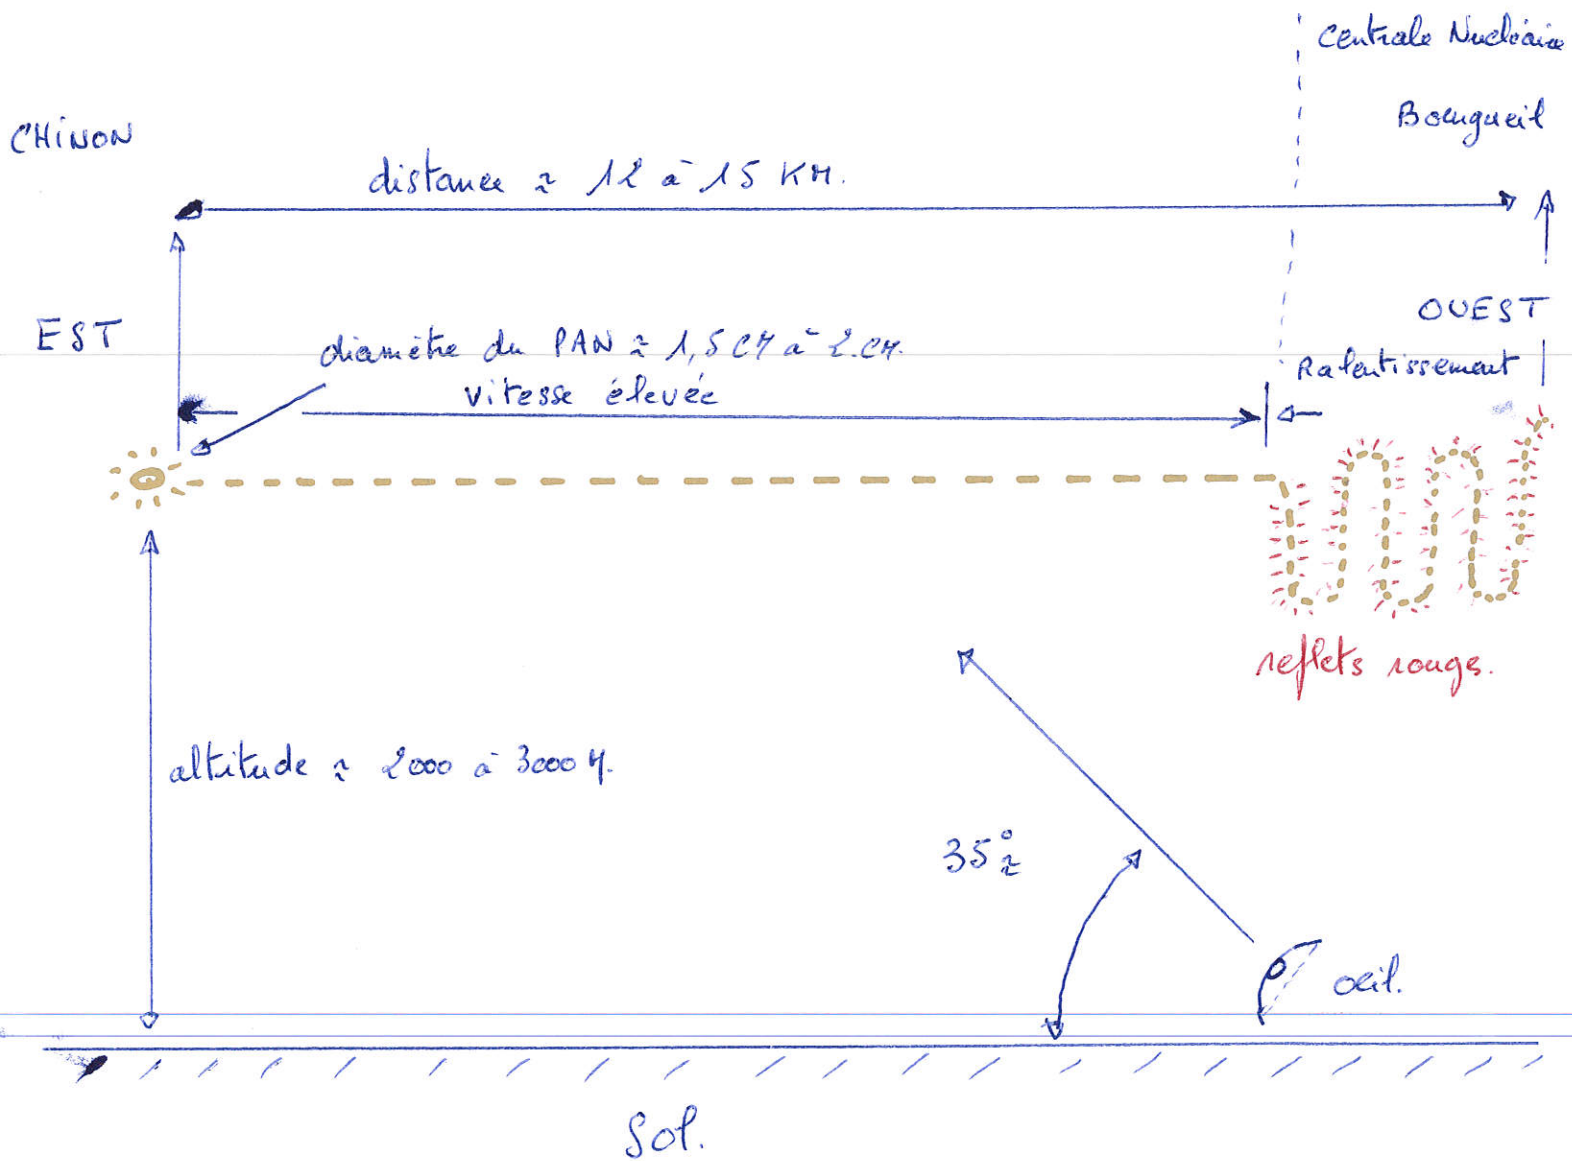 Centrale Nucléaire
Bourgueil
CHINON
distance ≈ 12 à 15 KM.
EST
OUEST
diamètre du PAN ≈ 1,5 CM à 2 CM.
Ralentissement
vitesse élevée
reflets rouges.
altitude ≈ 2000 à 3000 M.
35° ≈
oeil.
Sol.